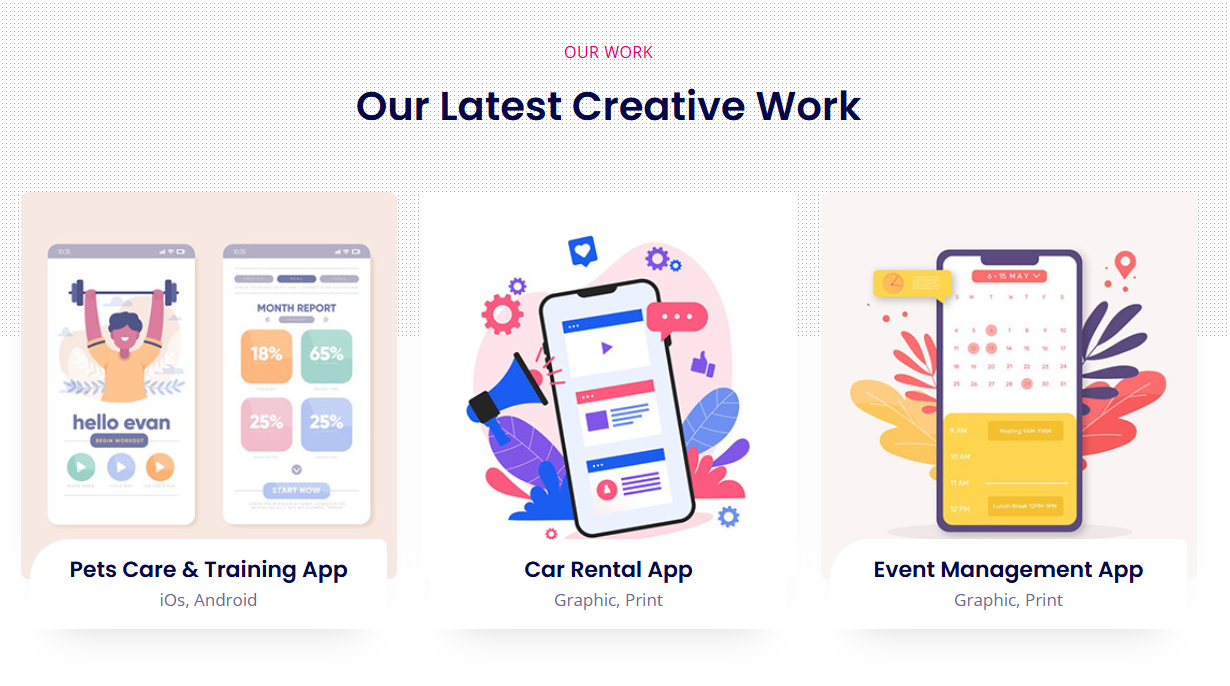 OUR WORK
Our Latest Creative Work
10:35
hello evan
BEGIN WORKOUT
10:35
MONTH REPORT
18%
65%
25%
25%
START NOW
6-15 MAY
S M T W T F S
4 5 6 7 8 9 10
11 12 13 14 15 16 17
18 19 20 21 22 23 24
25 26 27 28 29 30 31
9 AM
Meeting 9AM-11AM
10 AM
11 AM
12 PM
Lunch Break 12PM-1PM
Pets Care & Training App
iOs, Android
Car Rental App
Graphic, Print
Event Management App
Graphic, Print